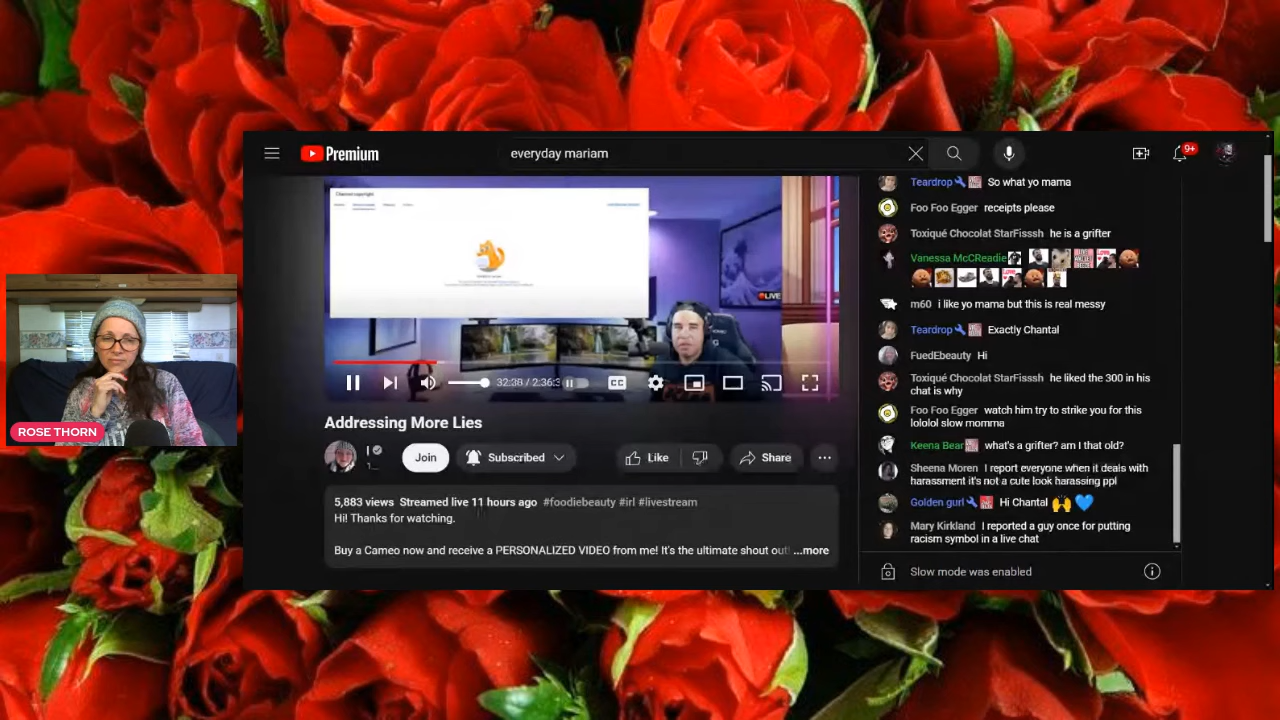 Premium
everyday mariam
9+
LIVE
32:38 / 2:36:3
CC
Addressing More Lies
Join
Subscribed
Like
Share
5,883 views Streamed live 11 hours ago #foodiebeauty #irl #livestream
Hi! Thanks for watching.
Buy a Cameo now and receive a PERSONALIZED VIDEO from me! It's the ultimate shout out ...more
Teardrop So what yo mama
Foo Foo Egger receipts please
Toxiqué Chocolat StarFisssh he is a grifter
Vanessa McCReadie
m60 i like yo mama but this is real messy
Teardrop Exactly Chantal
FuedEbeauty Hi
Toxiqué Chocolat StarFisssh he liked the 300 in his
chat is why
Foo Foo Egger watch him try to strike you for this
lololol slow momma
Keena Bear what's a grifter? am I that old?
Sheena Moren I report everyone when it deals with
harassment it's not a cute look harassing ppl
Golden gurl Hi Chantal
Mary Kirkland I reported a guy once for putting
racism symbol in a live chat
Slow mode was enabled
ROSE THORN